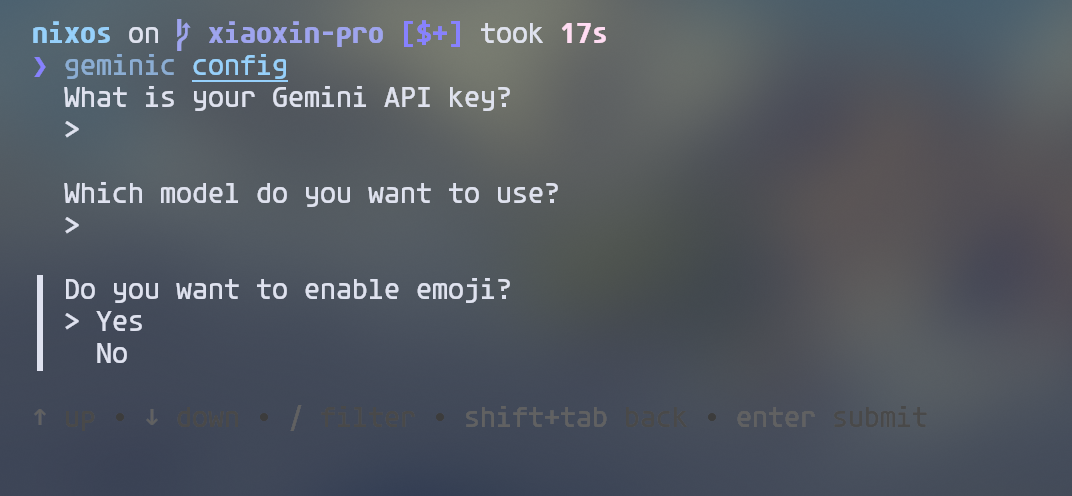 nixos on xiaoxin-pro [$+] took 17s
❯ geminic config
What is your Gemini API key?
>
Which model do you want to use?
>
Do you want to enable emoji?
> Yes
No
↑ up • ↓ down • / filter • shift+tab back • enter submit